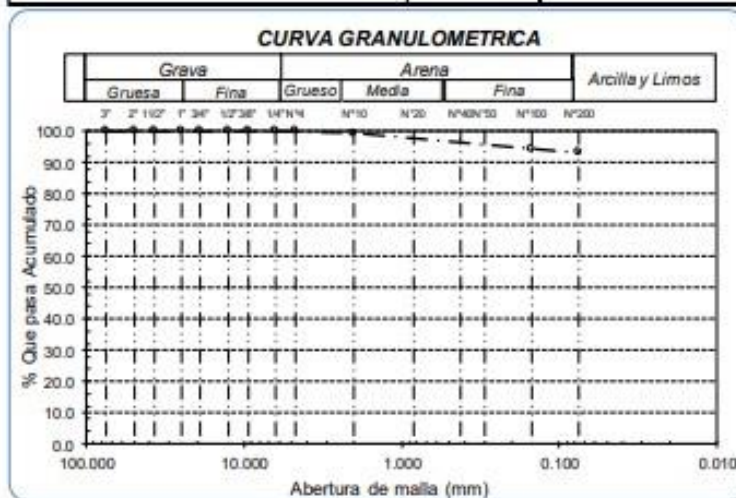 CURVA GRANULOMETRICA
Grava Arena Arcilla y Limos
Gruesa Fina Grueso Media Fina
3" 2" 1 1/2" 1" 3/4" 1/2" 3/8" 1/4" N°4 N°10 N°20 N°40 N°50 N°100 N°200
% Que pasa Acumulado
100.0
90.0
80.0
70.0
60.0
50.0
40.0
30.0
20.0
10.0
0.0
100.000 10.000 1.000 0.100 0.010
Abertura de malla (mm)